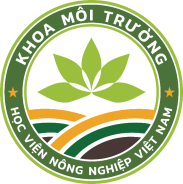 KHOA MÔI TRƯỜNG
HỌC VIỆN NÔNG NGHIỆP VIỆT NAM